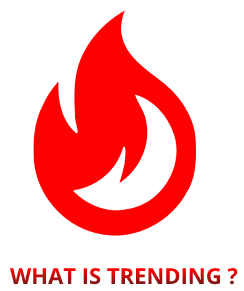 WHAT IS TRENDING ?